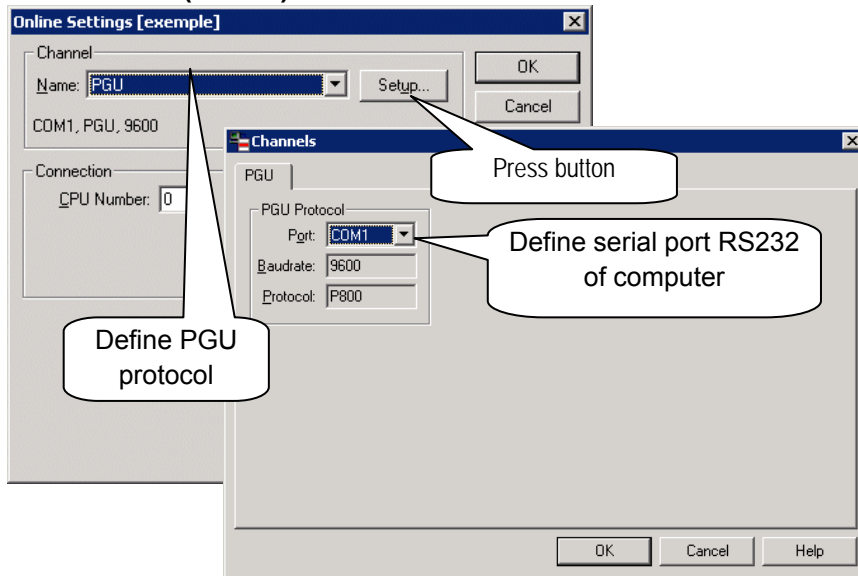 Online Settings [exemple]
Channel
Name: PGU
Setup...
OK
Cancel
COM1, PGU, 9600
Connection
CPU Number: 0
Define PGU
protocol
Channels
Press button
PGU
PGU Protocol
Port: COM1
Baudrate: 9600
Protocol: P800
Define serial port RS232
of computer
OK
Cancel
Help